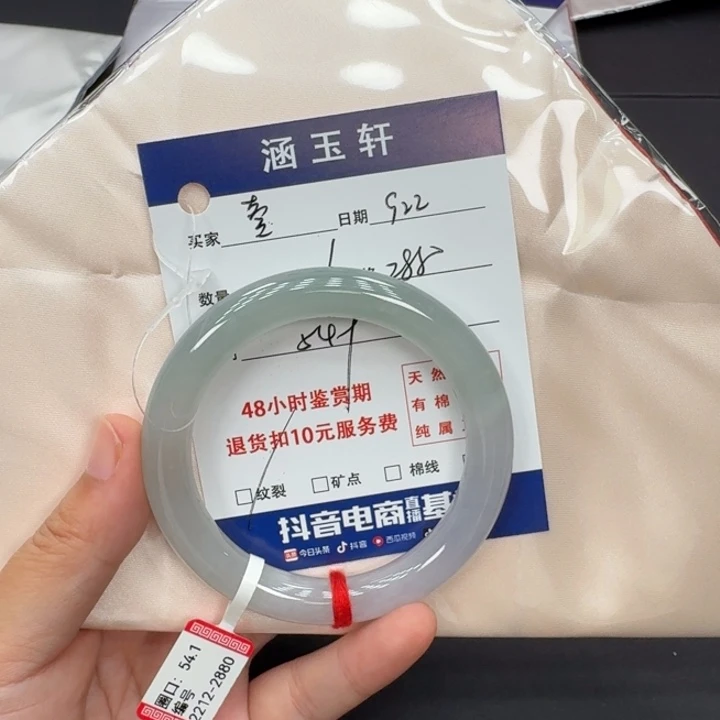 涵玉轩
买家 壹 日期 922
数量 1 2880
541
48小时鉴赏期
退货扣10元服务费
天然
有棉
纯属
□纹裂 □矿点 □棉线
抖音电商直播基
今日头条 抖音 西瓜视频
圈口: 54.1
编号
2212-2880